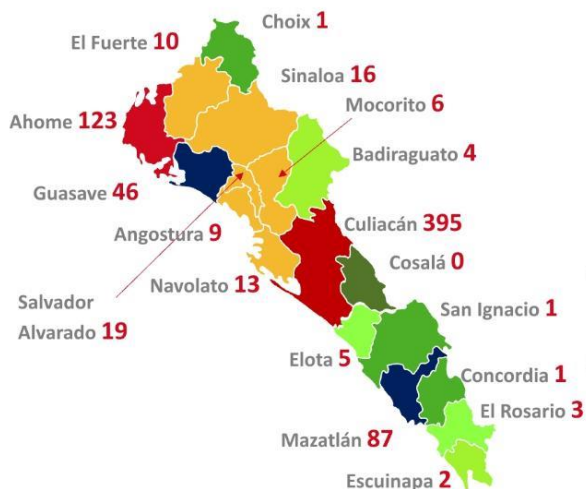 Choix 1
El Fuerte 10
Sinaloa 16
Mocorito 6
Ahome 123
Badiraguato 4
Guasave 46
Culiacán 395
Angostura 9
Cosalá 0
Navolato 13
Salvador
Alvarado 19
San Ignacio 1
Elota 5
Concordia 1
El Rosario 3
Mazatlán 87
Escuinapa 2